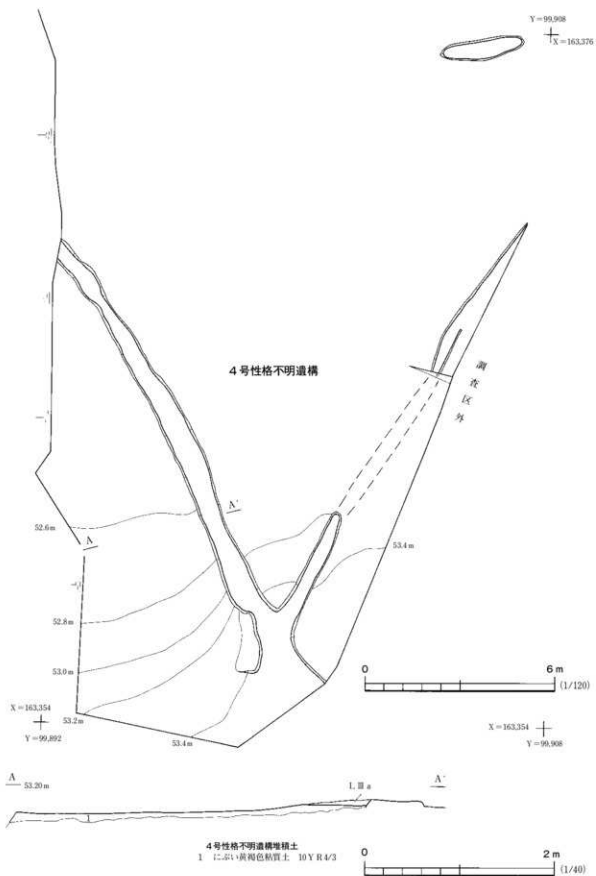 Y＝99,908
X＝163,376
4号性格不明遺構
調査区外
A'
52.6m
A
53.4m
52.8m
53.0m
53.2m
53.4m
0 6m
(1/120)
X＝163,354
Y＝99,892
X＝163,354
Y＝99,908
A 53.20m
LⅢa
A'
1
4号性格不明遺構堆積土
1 にぶい黄褐色粘質土 10YR4/3
0 2m
(1/40)